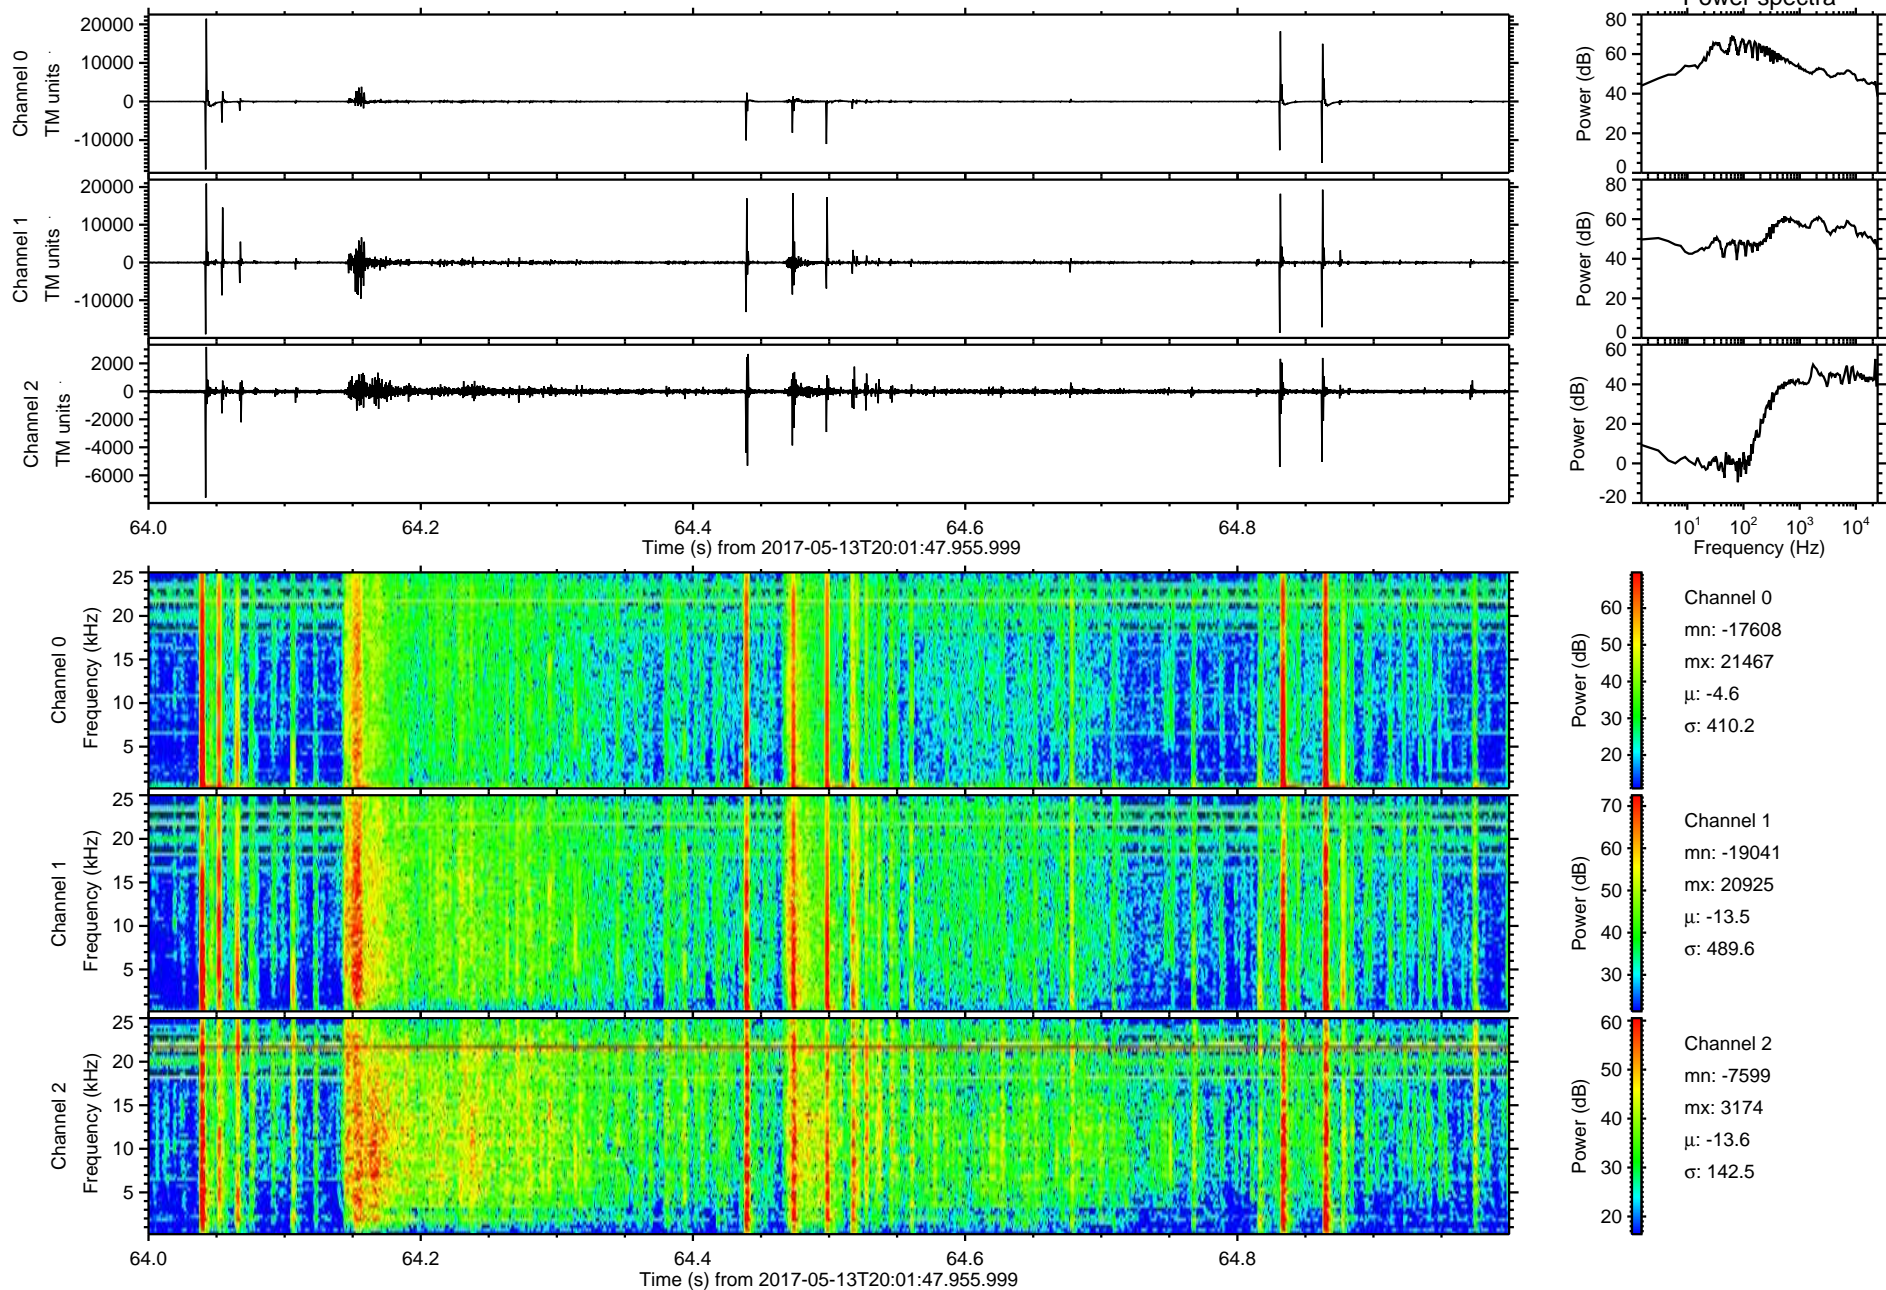 Power spectra
20000
10000
0
-10000
Channel 0
TM units
80
60
40
20
0
Power (dB)
20000
10000
0
-10000
Channel 1
TM units
80
60
40
20
0
Power (dB)
2000
0
-2000
-4000
-6000
Channel 2
TM units
60
40
20
0
-20
Power (dB)
64.0 64.2 64.4 64.6 64.8
Time (s) from 2017-05-13T20:01:47.955.999
10^1 10^2 10^3 10^4
Frequency (Hz)
25
20
15
10
5
Channel 0
Frequency (kHz)
60
50
40
30
20
Power (dB)
Channel 0
mn: -17608
mx: 21467
μ: -4.6
σ: 410.2
25
20
15
10
5
Channel 1
Frequency (kHz)
70
60
50
40
30
Power (dB)
Channel 1
mn: -19041
mx: 20925
μ: -13.5
σ: 489.6
25
20
15
10
5
Channel 2
Frequency (kHz)
60
50
40
30
20
Power (dB)
Channel 2
mn: -7599
mx: 3174
μ: -13.6
σ: 142.5
64.0 64.2 64.4 64.6 64.8
Time (s) from 2017-05-13T20:01:47.955.999